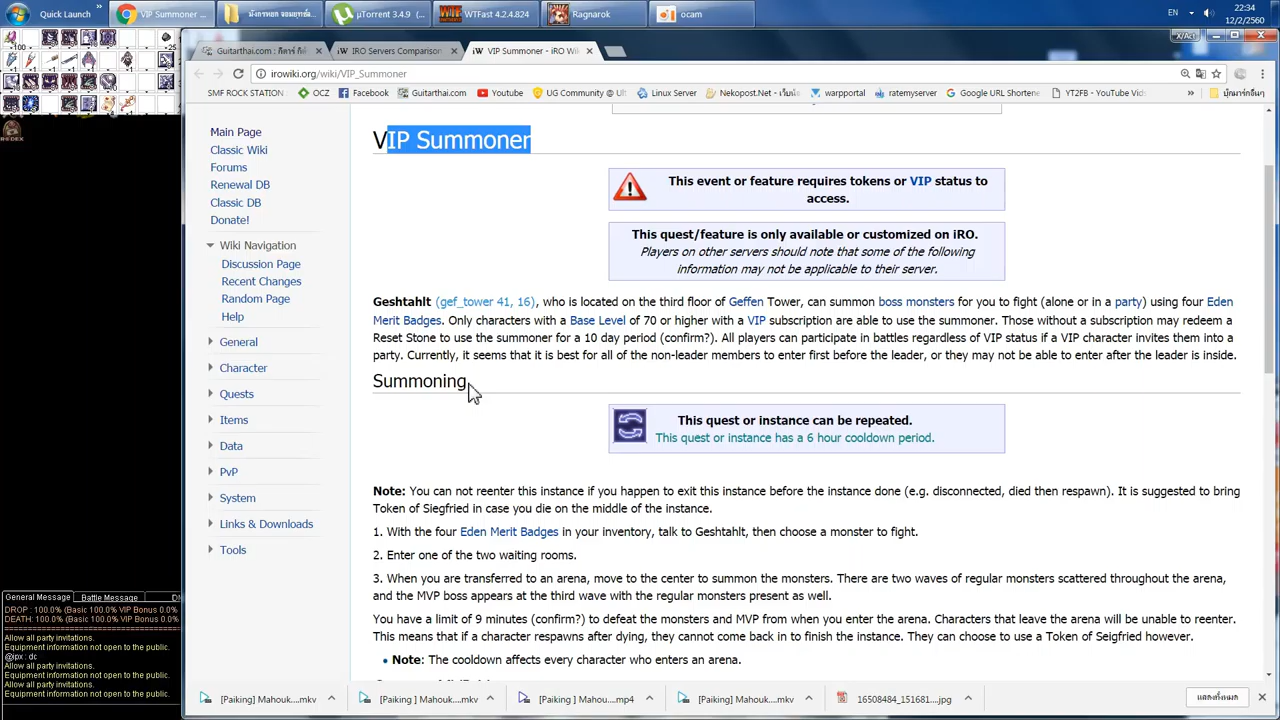 Quick Launch
VIP Summoner ...
มังกรหยก จอมยุทธ์...
µTorrent 3.4.9 (...
WTFast 4.2.4.824
Ragnarok
ocam
EN
22:34
12/2/2560
Guitarthai.com : กีตาร์ กีต้
IRO Servers Comparison
VIP Summoner - iRO Wiki
X/Act
irowiki.org/wiki/VIP_Summoner
SMF ROCK STATION
OCZ
Facebook
Guitarthai.com
Youtube
UG Community @ Ult
Linux Server
Nekopost.Net - เว็บอ่า
warpportal
ratemyserver
Google URL Shortene
YT2FB - YouTube Vide
บุ๊กมาร์กอื่นๆ
Main Page
Classic Wiki
Forums
Renewal DB
Classic DB
Donate!
Wiki Navigation
Discussion Page
Recent Changes
Random Page
Help
General
Character
Quests
Items
Data
PvP
System
Links & Downloads
Tools
VIP Summoner
This event or feature requires tokens or VIP status to
access.
This quest/feature is only available or customized on iRO.
Players on other servers should note that some of the following
information may not be applicable to their server.
Geshtahlt (gef_tower 41, 16), who is located on the third floor of Geffen Tower, can summon boss monsters for you to fight (alone or in a party) using four Eden
Merit Badges. Only characters with a Base Level of 70 or higher with a VIP subscription are able to use the summoner. Those without a subscription may redeem a
Reset Stone to use the summoner for a 10 day period (confirm?). All players can participate in battles regardless of VIP status if a VIP character invites them into a
party. Currently, it seems that it is best for all of the non-leader members to enter first before the leader, or they may not be able to enter after the leader is inside.
Summoning
This quest or instance can be repeated.
This quest or instance has a 6 hour cooldown period.
Note: You can not reenter this instance if you happen to exit this instance before the instance done (e.g. disconnected, died then respawn). It is suggested to bring
Token of Siegfried in case you die on the middle of the instance.
1. With the four Eden Merit Badges in your inventory, talk to Geshtahlt, then choose a monster to fight.
2. Enter one of the two waiting rooms.
3. When you are transferred to an arena, move to the center to summon the monsters. There are two waves of regular monsters scattered throughout the arena,
and the MVP boss appears at the third wave with the regular monsters present as well.
You have a limit of 9 minutes (confirm?) to defeat the monsters and MVP from when you enter the arena. Characters that leave the arena will be unable to reenter.
This means that if a character respawns after dying, they cannot come back in to finish the instance. They can choose to use a Token of Seigfried however.
Note: The cooldown affects every character who enters an arena.
General Message
Battle Message
DROP : 100.0% (Basic 100.0% VIP Bonus 0.0%
DEATH: 100.0% (Basic 100.0% VIP Bonus 0.0%
Allow all party invitations.
Equipment information not open to the public.
@ipx : dc
Allow all party invitations.
Equipment information not open to the public.
Allow all party invitations.
Equipment information not open to the public.
[Paiking] Mahouk....mkv
[Paiking] Mahouk....mkv
[Paiking] Mahou....mp4
[Paiking] Mahouk....mkv
16508484_151681....jpg
แสดงทั้งหมด